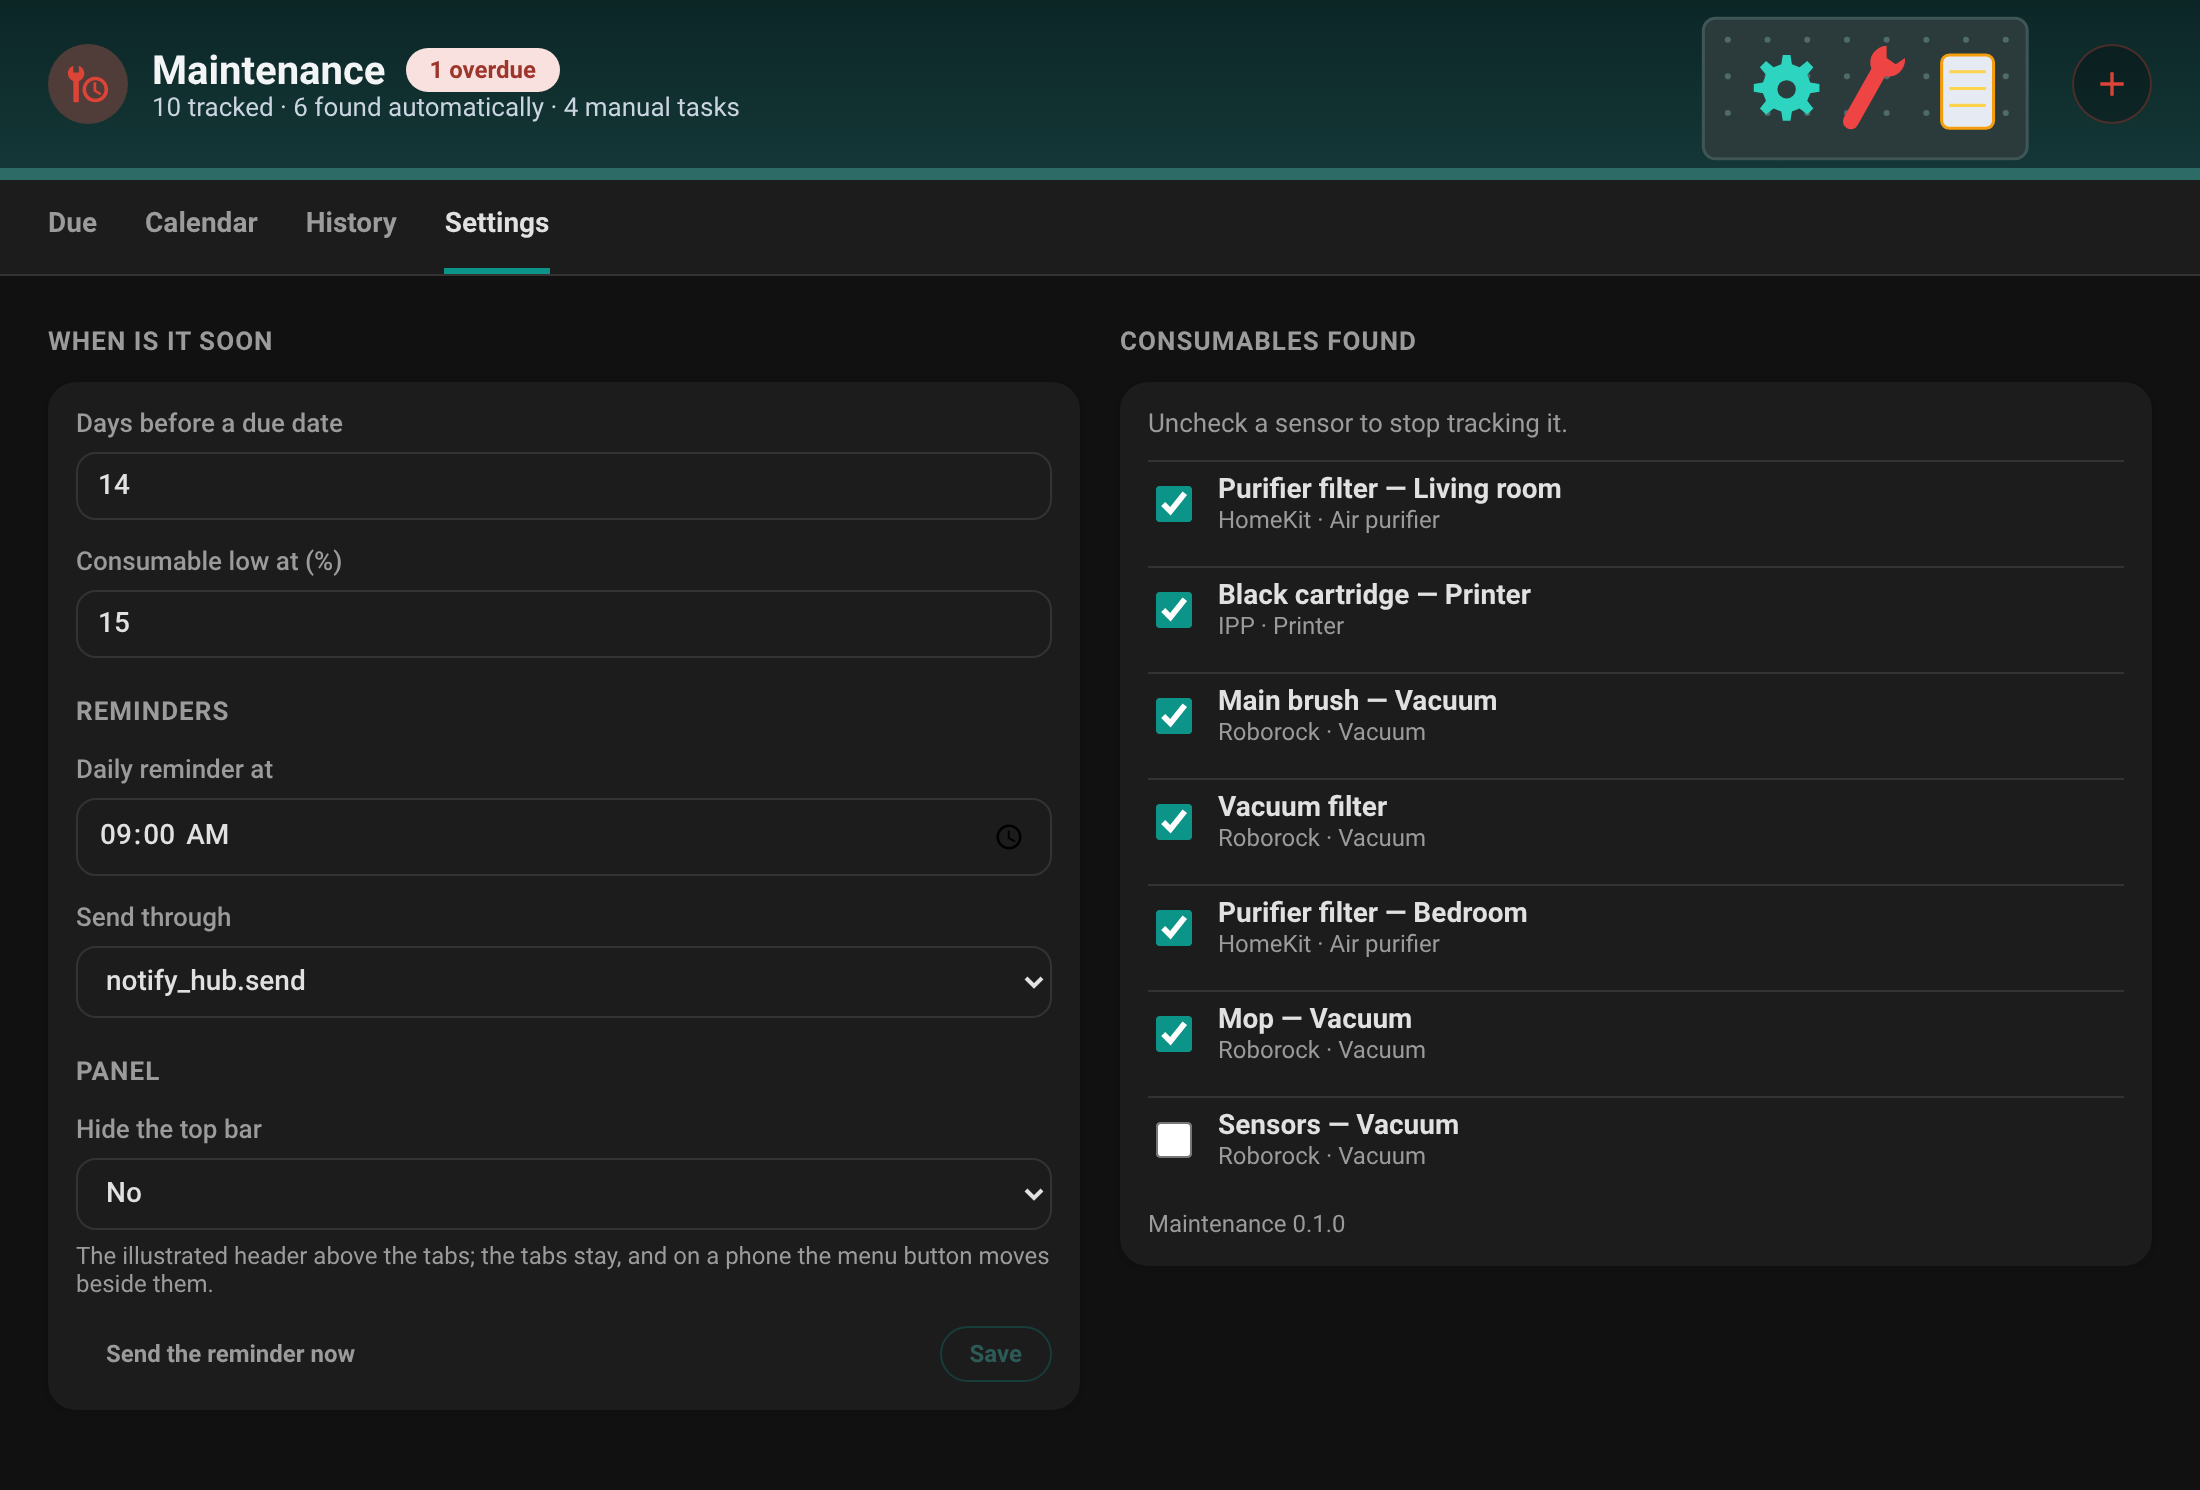 Maintenance
1 overdue
10 tracked · 6 found automatically · 4 manual tasks
Due
Calendar
History
Settings
WHEN IS IT SOON
Days before a due date
14
Consumable low at (%)
15
REMINDERS
Daily reminder at
09:00 AM
Send through
notify_hub.send
PANEL
Hide the top bar
No
The illustrated header above the tabs; the tabs stay, and on a phone the menu button moves
beside them.
Send the reminder now
Save
CONSUMABLES FOUND
Uncheck a sensor to stop tracking it.
Purifier filter — Living room
HomeKit · Air purifier
Black cartridge — Printer
IPP · Printer
Main brush — Vacuum
Roborock · Vacuum
Vacuum filter
Roborock · Vacuum
Purifier filter — Bedroom
HomeKit · Air purifier
Mop — Vacuum
Roborock · Vacuum
Sensors — Vacuum
Roborock · Vacuum
Maintenance 0.1.0